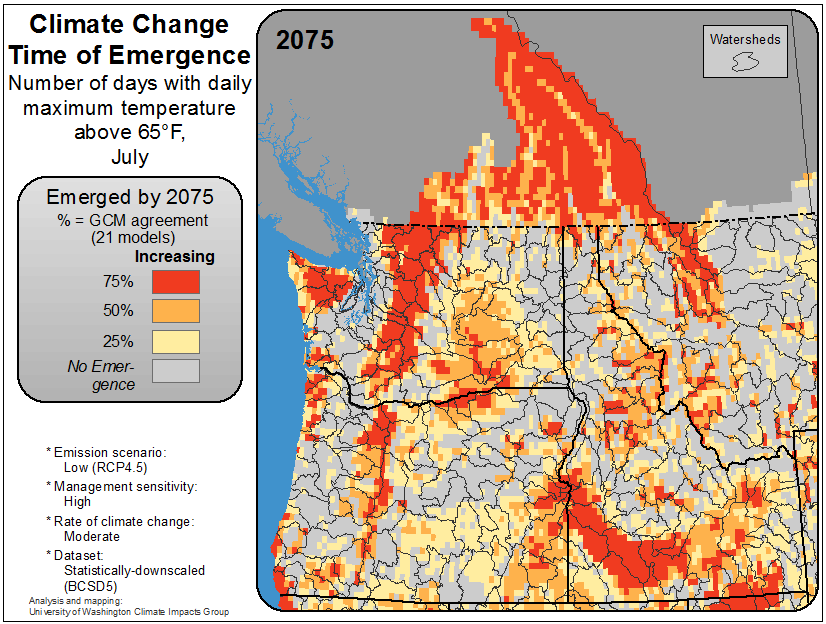 Climate Change
Time of Emergence
Number of days with daily
maximum temperature
above 65°F,
July
Emerged by 2075
% = GCM agreement
(21 models)
Increasing
75%
50%
25%
No Emer-
gence
* Emission scenario:
Low (RCP4.5)
* Management sensitivity:
High
* Rate of climate change:
Moderate
* Dataset:
Statistically-downscaled
(BCSD5)
Analysis and mapping:
University of Washington Climate Impacts Group
2075
Watersheds